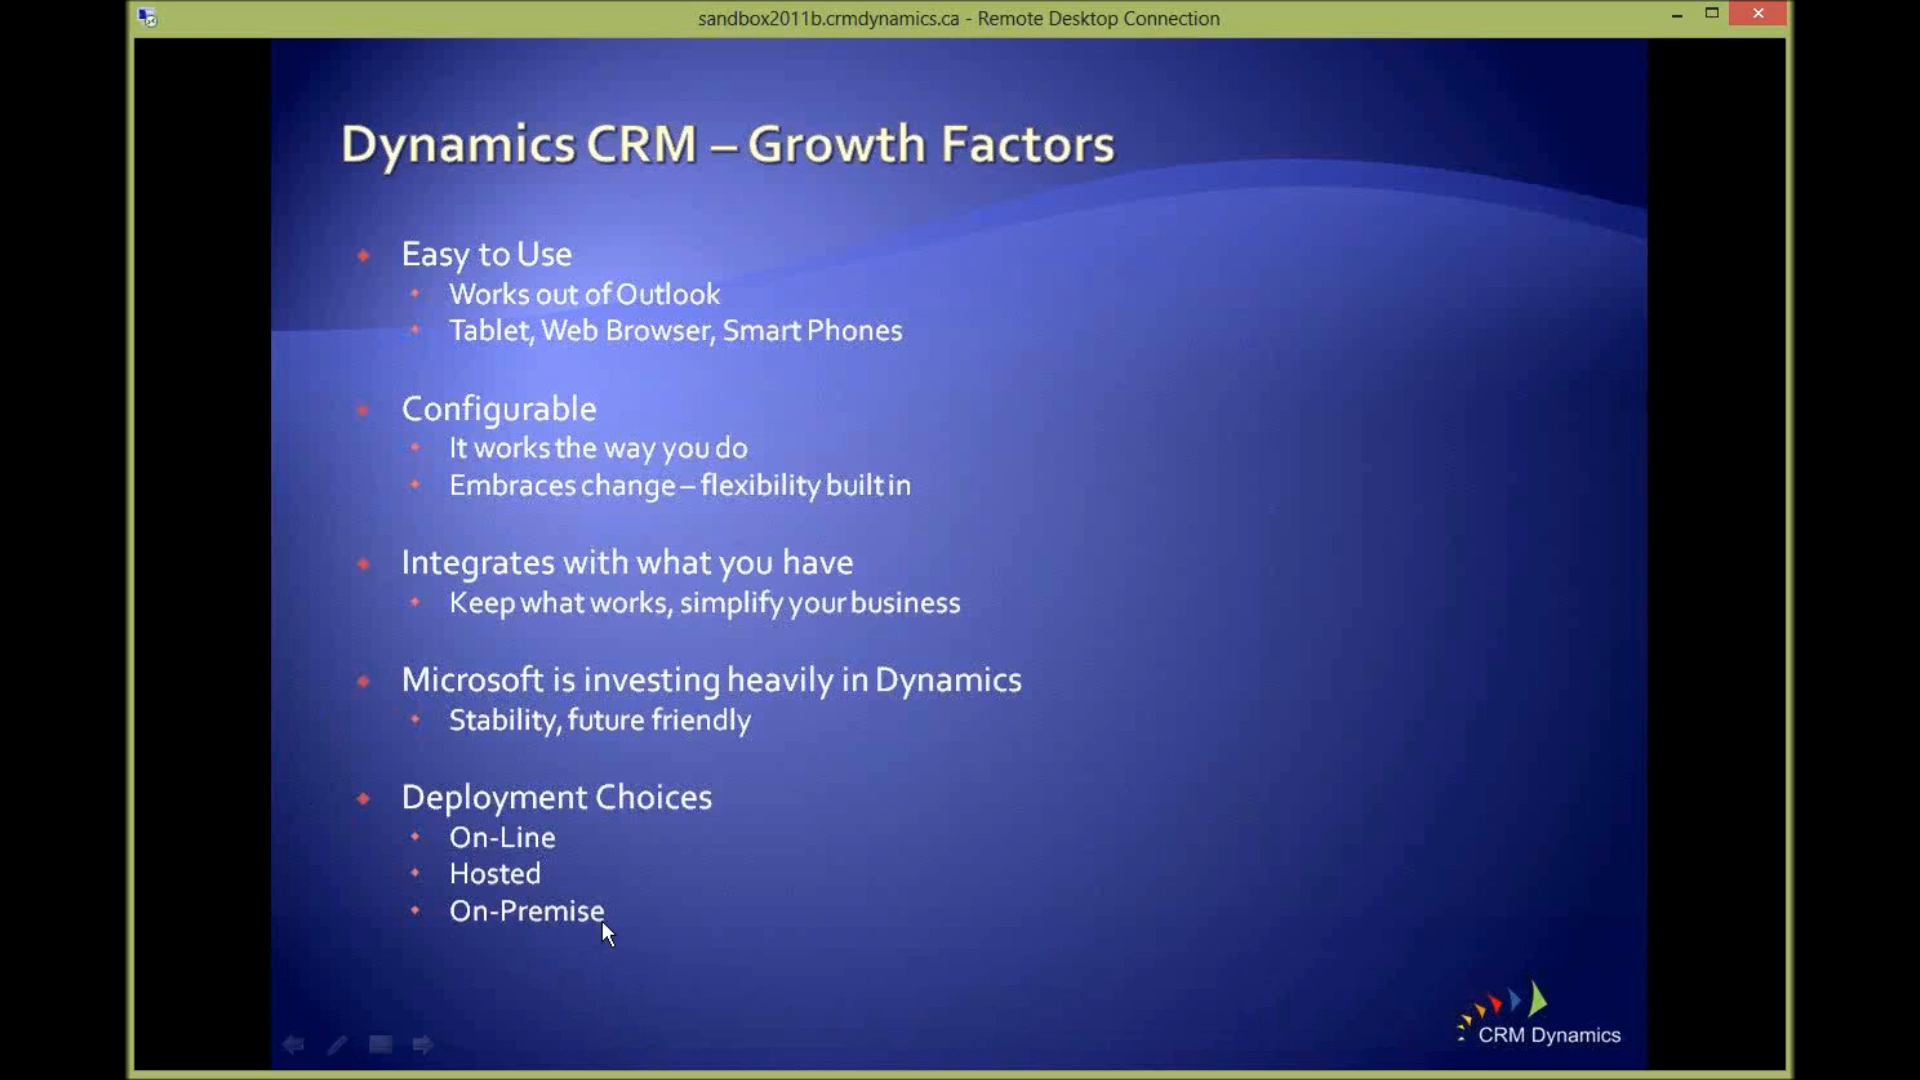 sandbox2011b.crmdynamics.ca - Remote Desktop Connection
Dynamics CRM – Growth Factors
Easy to Use
Works out of Outlook
Tablet, Web Browser, Smart Phones
Configurable
It works the way you do
Embraces change – flexibility built in
Integrates with what you have
Keep what works, simplify your business
Microsoft is investing heavily in Dynamics
Stability, future friendly
Deployment Choices
On-Line
Hosted
On-Premise
CRM Dynamics